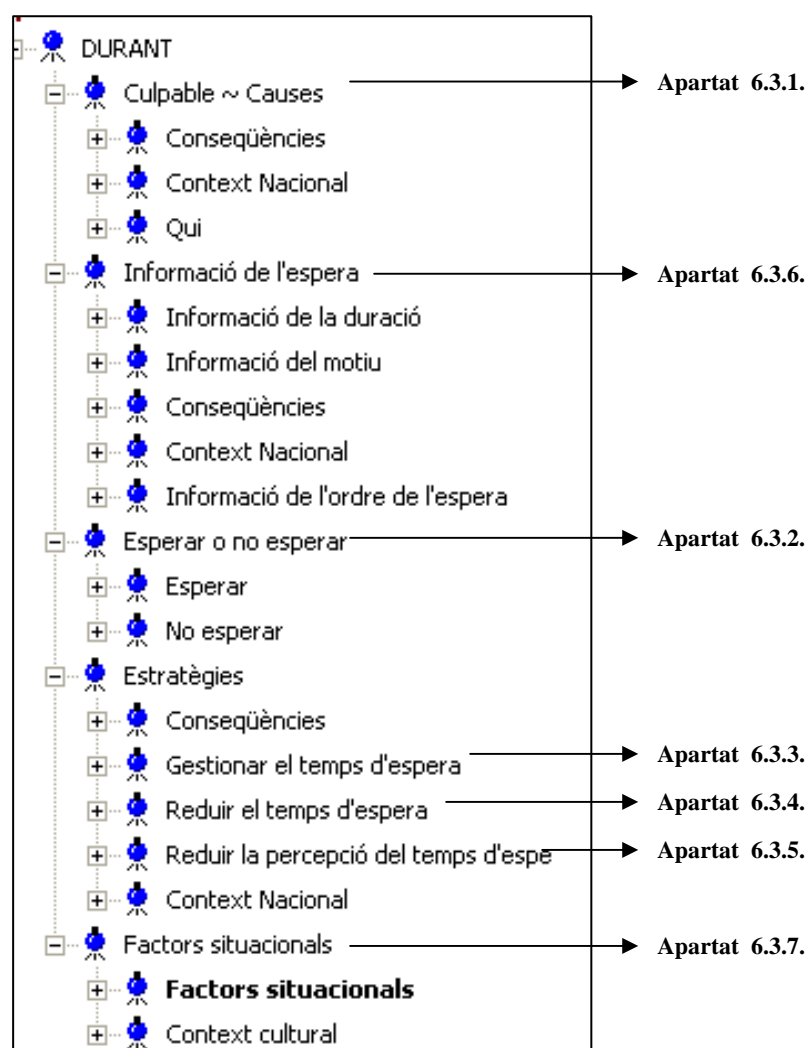 DURANT
Culpable ~ Causes Apartat 6.3.1.
Conseqüències
Context Nacional
Qui
Informació de l'espera Apartat 6.3.6.
Informació de la duració
Informació del motiu
Conseqüències
Context Nacional
Informació de l'ordre de l'espera
Esperar o no esperar Apartat 6.3.2.
Esperar
No esperar
Estratègies
Conseqüències
Gestionar el temps d'espera Apartat 6.3.3.
Reduir el temps d'espera Apartat 6.3.4.
Reduir la percepció del temps d'espe Apartat 6.3.5.
Context Nacional
Factors situacionals Apartat 6.3.7.
Factors situacionals
Context cultural